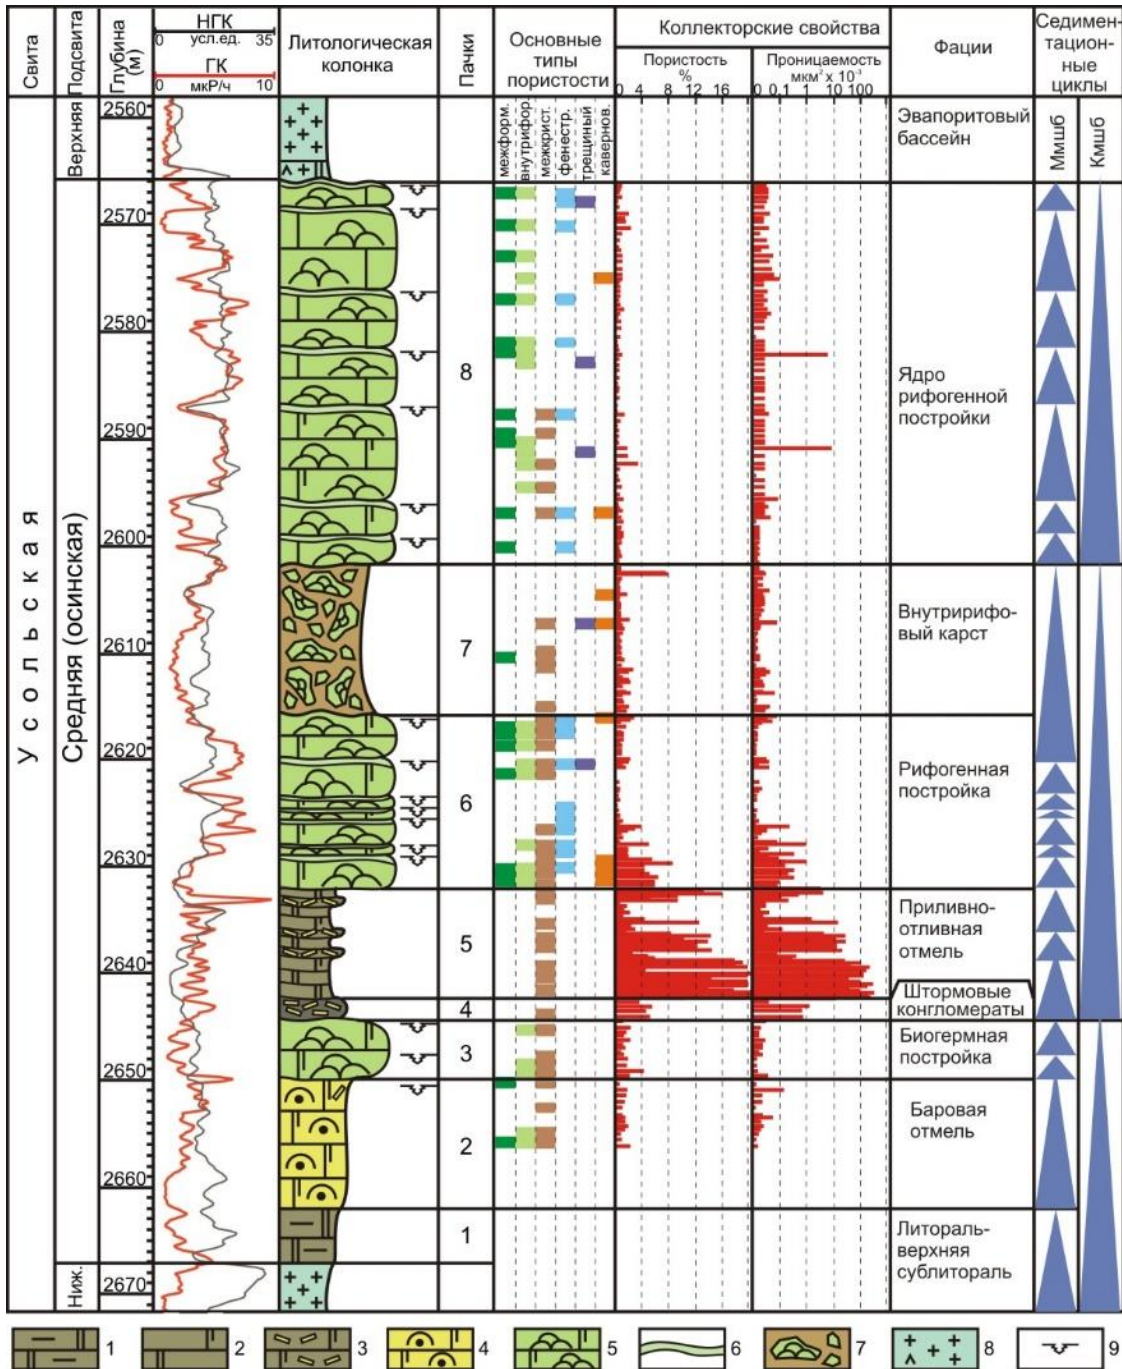 Свита
Подсвита
Глубина (м)
НГК
0 усл.ед. 35
ГК
0 мкР/ч 10
Литологическая
колонка
Пачки
Основные
типы
пористости
межформ.
внутрифор.
межкрист.
фенестр.
трещиный
кавернов.
Коллекторские свойства
Пористость
%
0 4 8 12 16 20
Проницаемость
мкм² x 10⁻³
0 0,1 1 10 100
Фации
Седимен-
тацион-
ные
циклы
Ммшб
Кмшб
Усольская
Верхняя
Средняя (осинская)
Ниж.
2560
2570
2580
2590
2600
2610
2620
2630
2640
2650
2660
2670
8
7
6
5
4
3
2
1
Эвапоритовый
бассейн
Ядро
рифогенной
постройки
Внутририфо-
вый карст
Рифогенная
постройка
Приливно-
отливная
отмель
Штормовые
конгломераты
Биогермная
постройка
Баровая
отмель
Литораль-
верхняя
сублитораль
1 2 3 4 5 6 7 8 9